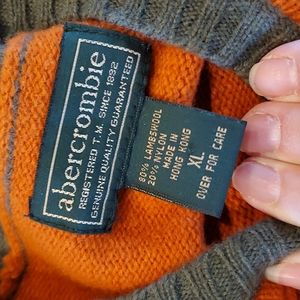 abercrombie
REGISTERED T.M. SINCE 1892
GENUINE QUALITY GUARANTEED
80% LAMBSWOOL
20% NYLON
MADE IN
HONG KONG
XL
OVER FOR CARE